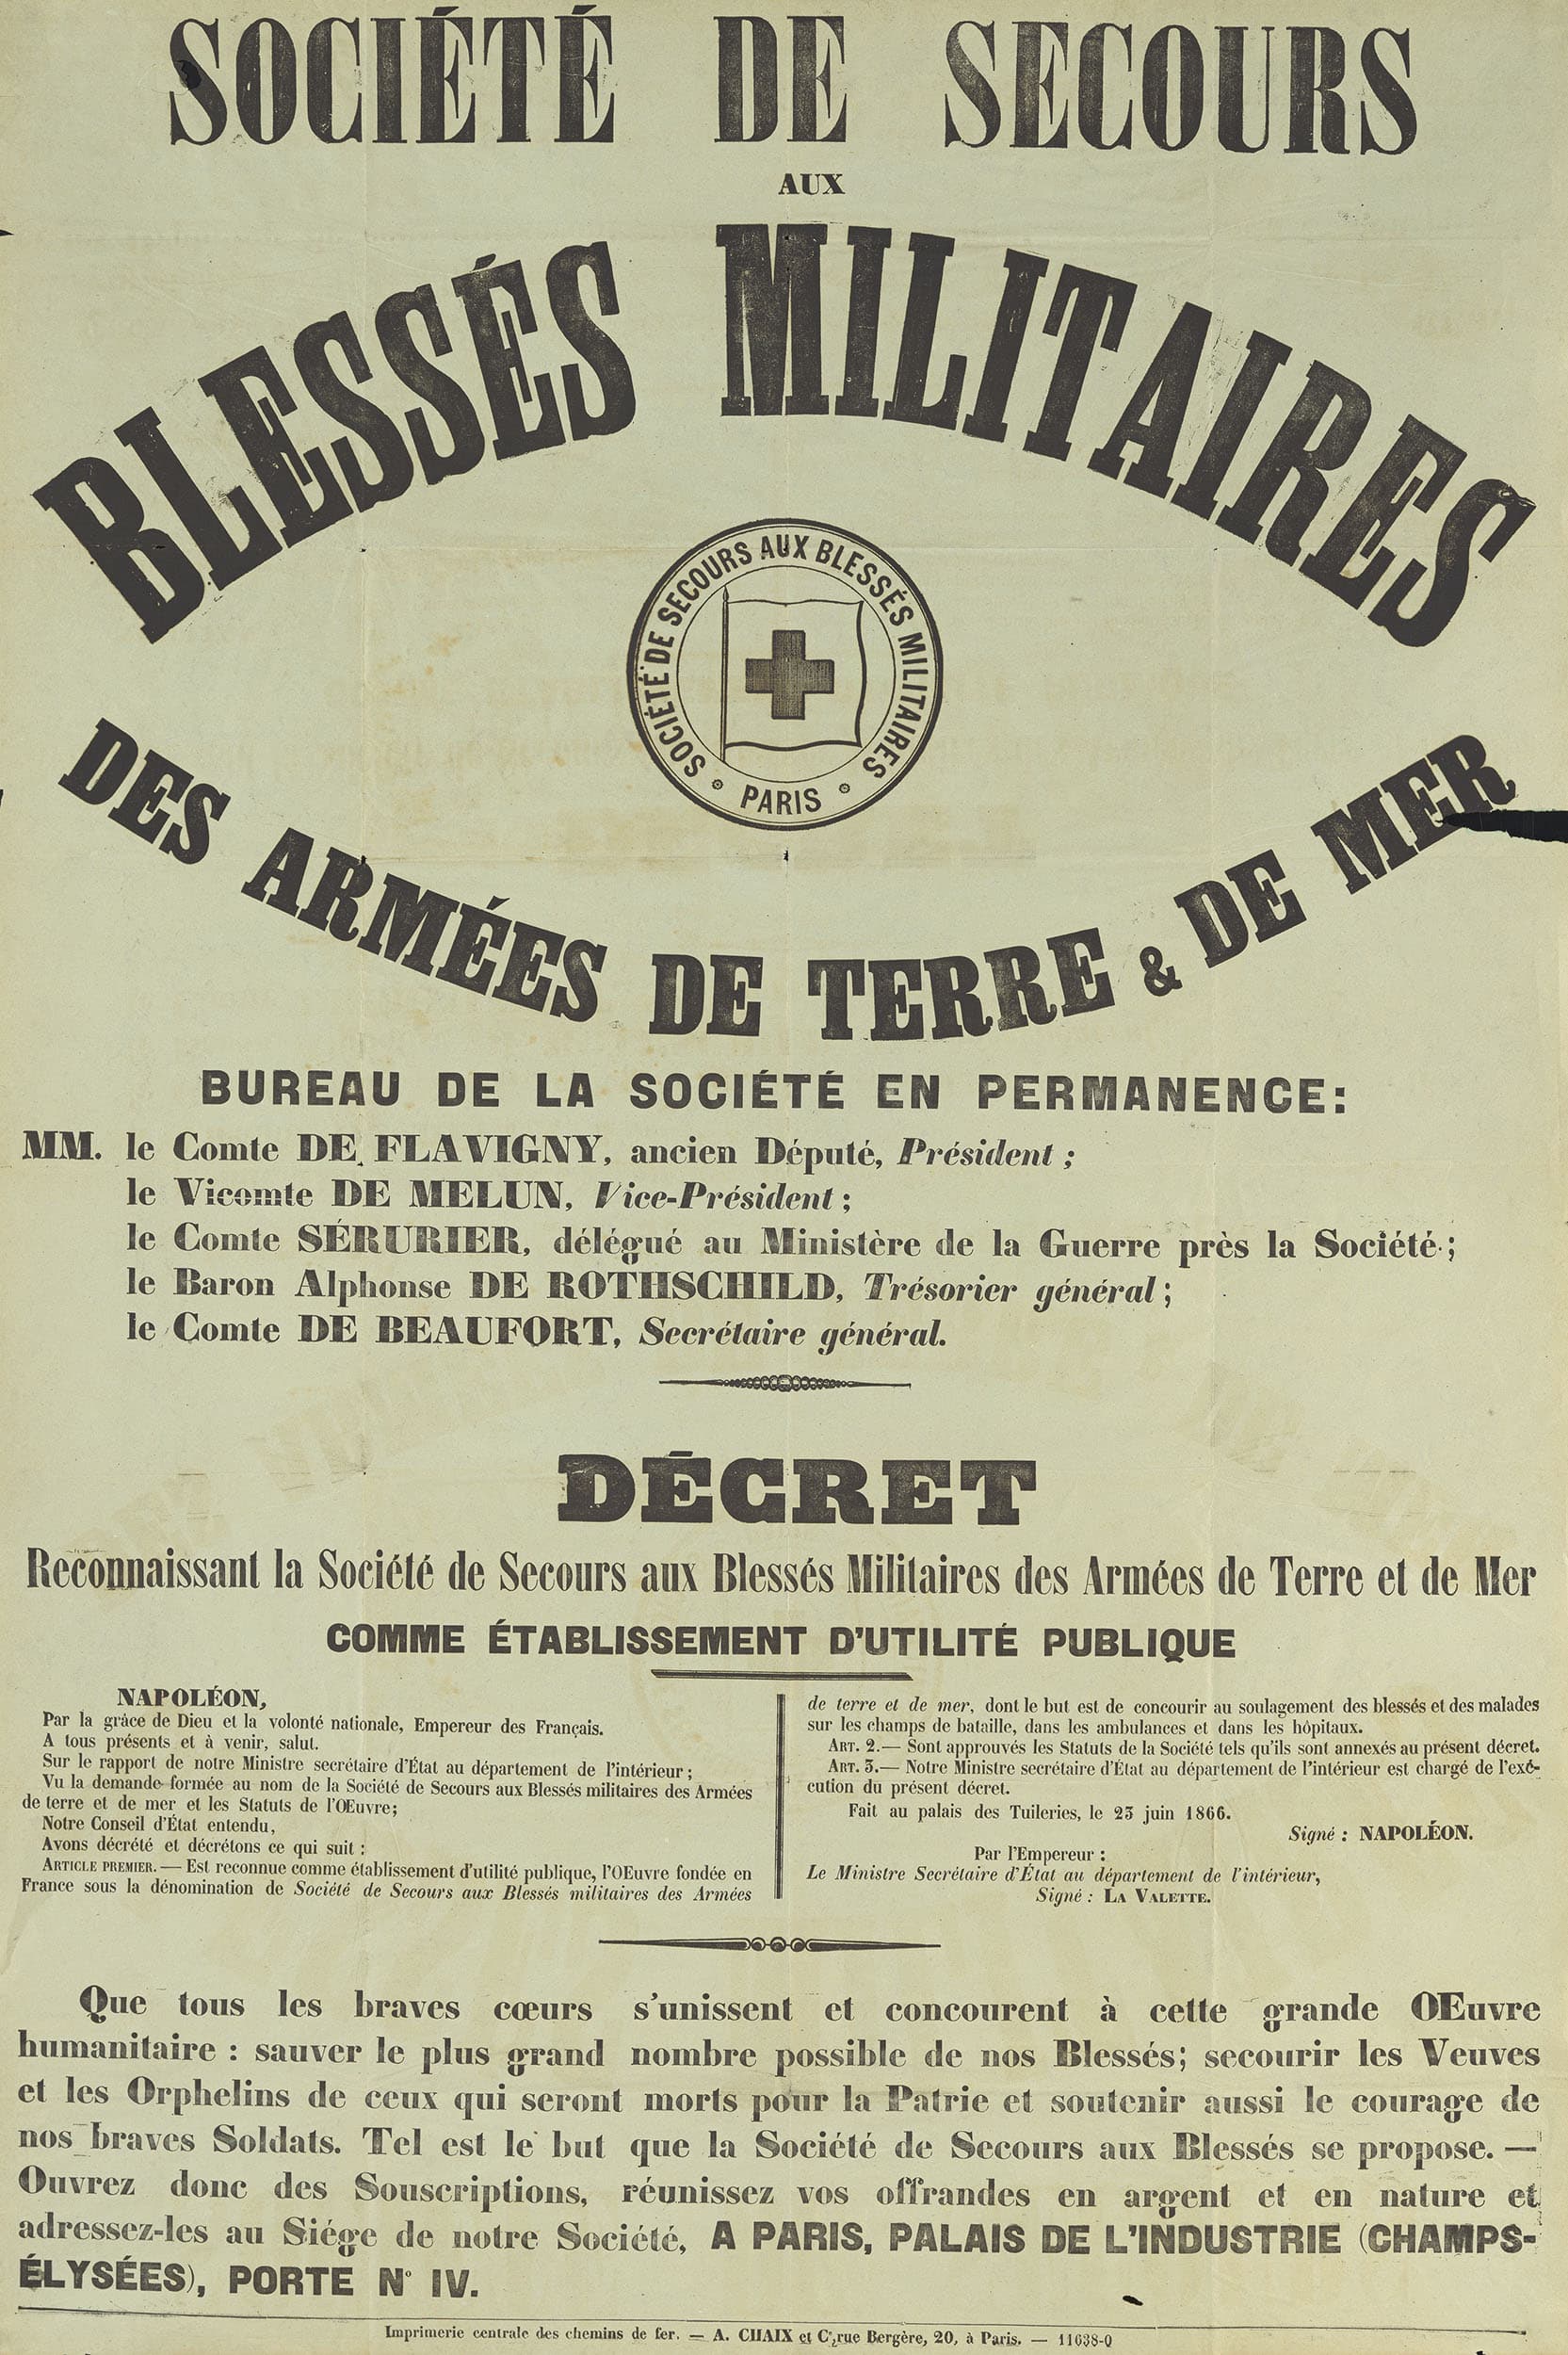 SOCIÉTÉ DE SECOURS
AUX
BLESSÉS MILITAIRES
SOCIÉTÉ DE SECOURS AUX BLESSÉS MILITAIRES
PARIS
DES ARMÉES DE TERRE & DE MER
BUREAU DE LA SOCIÉTÉ EN PERMANENCE:
MM. le Comte DE FLAVIGNY, ancien Député, Président;
le Vicomte DE MELUN, Vice-Président;
le Comte SÉRURIER, délégué au Ministère de la Guerre près la Société;
le Baron Alphonse DE ROTHSCHILD, Trésorier général;
le Comte DE BEAUFORT, Secrétaire général.
DÉCRET
Reconnaissant la Société de Secours aux Blessés Militaires des Armées de Terre et de Mer
COMME ÉTABLISSEMENT D'UTILITÉ PUBLIQUE
NAPOLÉON,
Par la grâce de Dieu et la volonté nationale, Empereur des Français.
A tous présents et à venir, salut.
Sur le rapport de notre Ministre secrétaire d'État au département de l'intérieur;
Vu la demande formée au nom de la Société de Secours aux Blessés militaires des Armées
de terre et de mer et les Statuts de l'OEuvre;
Notre Conseil d'État entendu,
Avons décrété et décrétons ce qui suit :
ARTICLE PREMIER. — Est reconnue comme établissement d'utilité publique, l'OEuvre fondée en
France sous la dénomination de Société de Secours aux Blessés militaires des Armées
de terre et de mer, dont le but est de concourir au soulagement des blessés et des malades
sur les champs de bataille, dans les ambulances et dans les hôpitaux.
ART. 2.— Sont approuvés les Statuts de la Société tels qu'ils sont annexés au présent décret.
ART. 3.— Notre Ministre secrétaire d'État au département de l'intérieur est chargé de l'exé-
cution du présent décret.
Fait au palais des Tuileries, le 23 juin 1866.
Signé : NAPOLÉON.
Par l'Empereur :
Le Ministre Secrétaire d'État au département de l'intérieur,
Signé : LA VALETTE.
Que tous les braves cœurs s'unissent et concourent à cette grande OEuvre
humanitaire : sauver le plus grand nombre possible de nos Blessés; secourir les Veuves
et les Orphelins de ceux qui seront morts pour la Patrie et soutenir aussi le courage de
nos braves Soldats. Tel est le but que la Société de Secours aux Blessés se propose. —
Ouvrez donc des Souscriptions, réunissez vos offrandes en argent et en nature et
adressez-les au Siége de notre Société, A PARIS, PALAIS DE L'INDUSTRIE (CHAMPS-
ÉLYSÉES), PORTE N° IV.
Imprimerie centrale des chemins de fer. — A. CHAIX et Cⁱᵉ, rue Bergère, 20, à Paris. — 11638-0